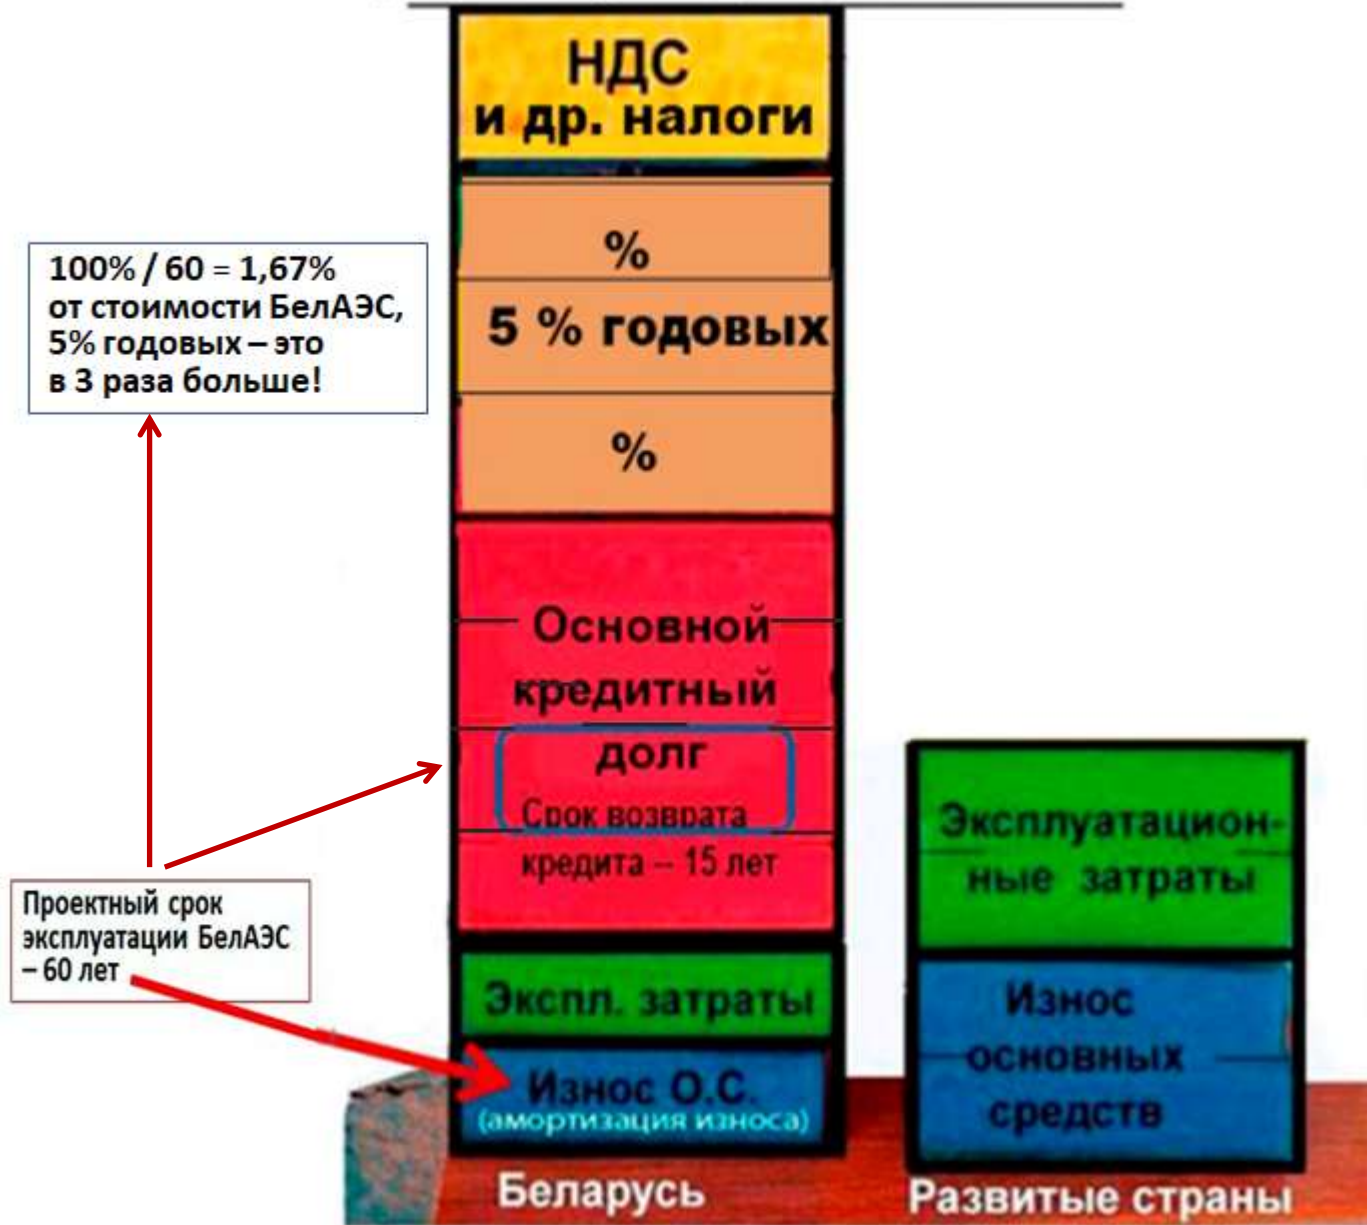 НДС
и др. налоги
%
5 % годовых
%
Основной
кредитный
долг
Срок возврата
кредита – 15 лет
Экспл. затраты
Износ О.С.
(амортизация износа)
Беларусь
100% / 60 = 1,67%
от стоимости БелАЭС,
5% годовых – это
в 3 раза больше!
Проектный срок
эксплуатации БелАЭС
– 60 лет
Эксплуатацион-
ные затраты
Износ
основных
средств
Развитые страны